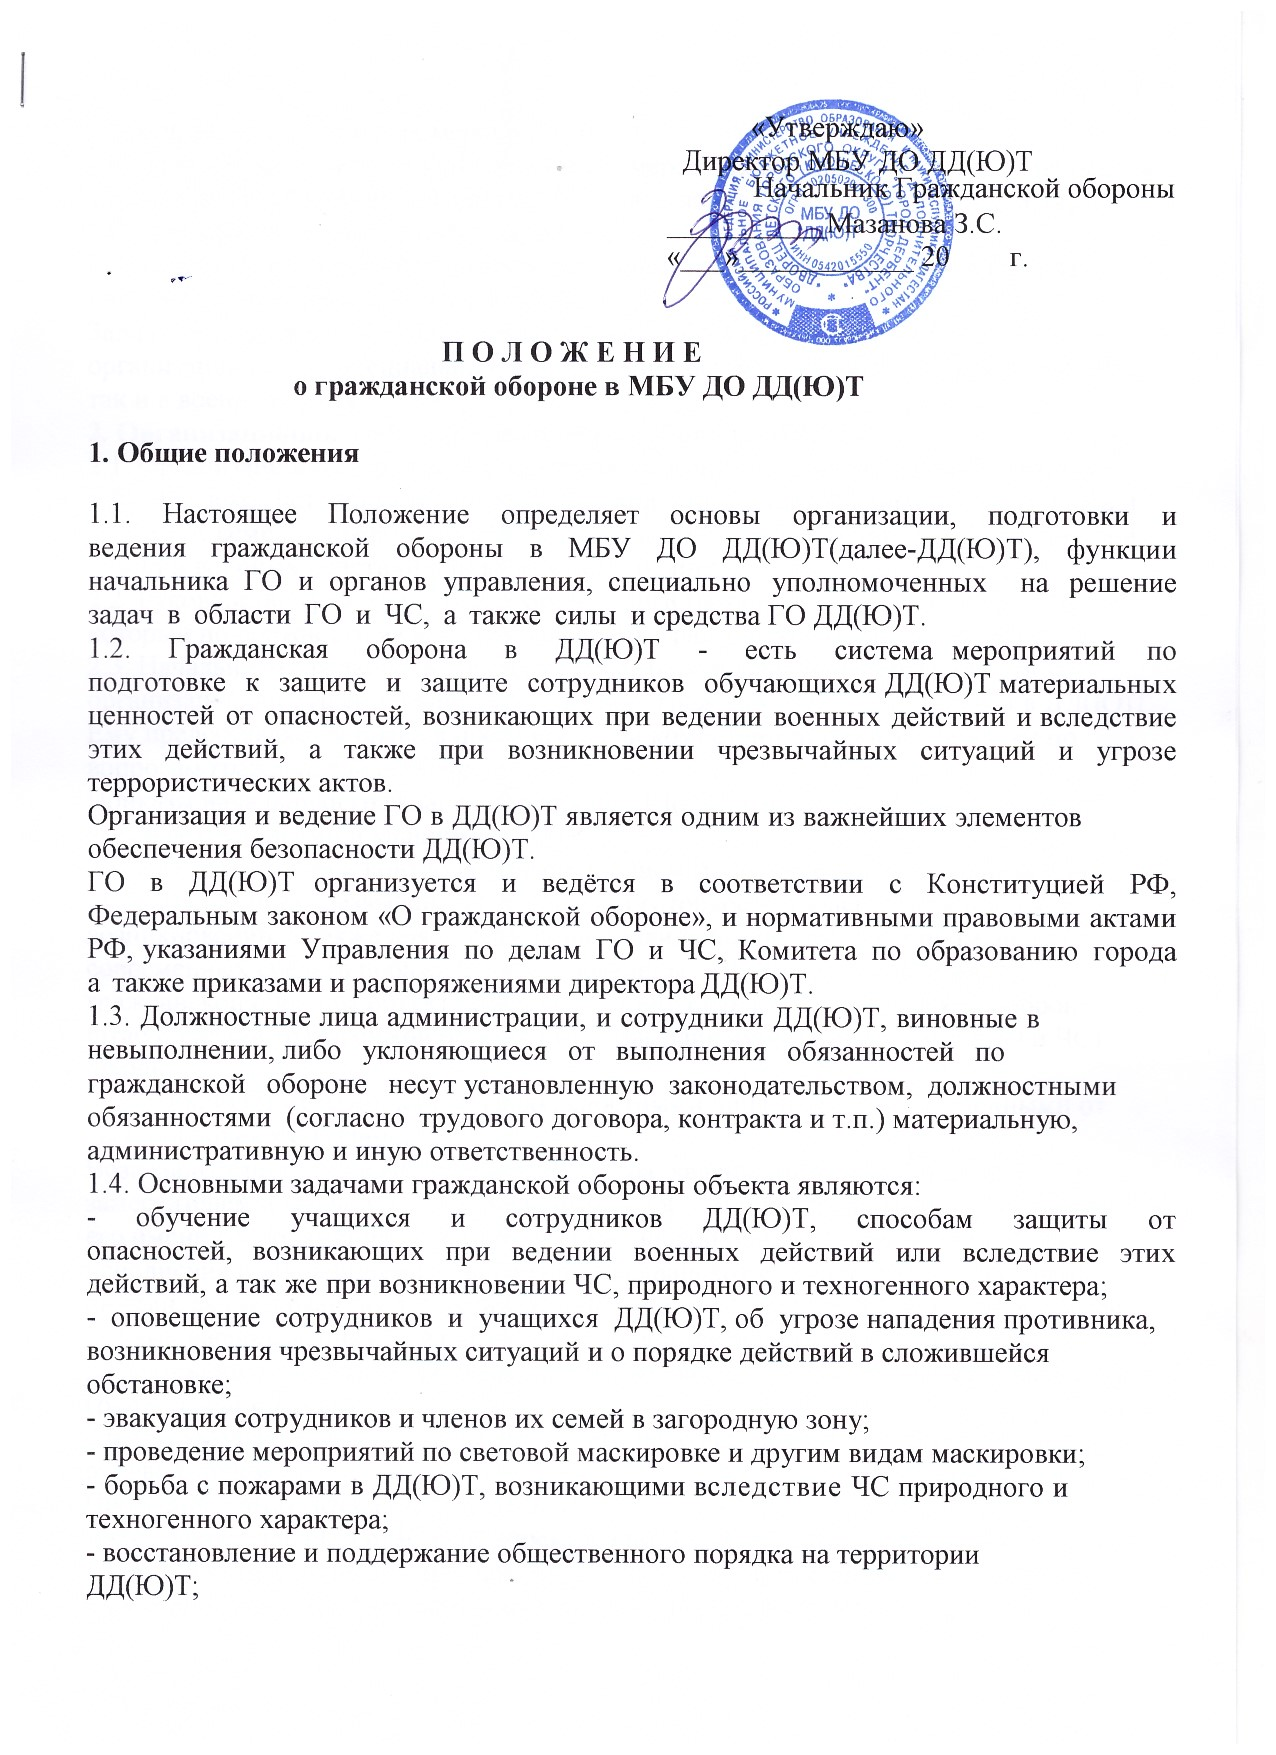 «Утверждаю»
Директор МБУ ДО ДД(Ю)Т
Начальник Гражданской обороны
___________ Мазанова З.С.
«___»____________ 20 г.
МБУ ДО
ДД(Ю)Т
ИНН 0542015550
П О Л О Ж Е Н И Е
о гражданской обороне в МБУ ДО ДД(Ю)Т
1. Общие положения
1.1. Настоящее Положение определяет основы организации, подготовки и
ведения гражданской обороны в МБУ ДО ДД(Ю)Т(далее-ДД(Ю)Т), функции
начальника ГО и органов управления, специально уполномоченных на решение
задач в области ГО и ЧС, а также силы и средства ГО ДД(Ю)Т.
1.2. Гражданская оборона в ДД(Ю)Т - есть система мероприятий по
подготовке к защите и защите сотрудников обучающихся ДД(Ю)Т материальных
ценностей от опасностей, возникающих при ведении военных действий и вследствие
этих действий, а также при возникновении чрезвычайных ситуаций и угрозе
террористических актов.
Организация и ведение ГО в ДД(Ю)Т является одним из важнейших элементов
обеспечения безопасности ДД(Ю)Т.
ГО в ДД(Ю)Т организуется и ведётся в соответствии с Конституцией РФ,
Федеральным законом «О гражданской обороне», и нормативными правовыми актами
РФ, указаниями Управления по делам ГО и ЧС, Комитета по образованию города
а также приказами и распоряжениями директора ДД(Ю)Т.
1.3. Должностные лица администрации, и сотрудники ДД(Ю)Т, виновные в
невыполнении, либо уклоняющиеся от выполнения обязанностей по
гражданской обороне несут установленную законодательством, должностными
обязанностями (согласно трудового договора, контракта и т.п.) материальную,
административную и иную ответственность.
1.4. Основными задачами гражданской обороны объекта являются:
- обучение учащихся и сотрудников ДД(Ю)Т, способам защиты от
опасностей, возникающих при ведении военных действий или вследствие этих
действий, а так же при возникновении ЧС, природного и техногенного характера;
- оповещение сотрудников и учащихся ДД(Ю)Т, об угрозе нападения противника,
возникновения чрезвычайных ситуаций и о порядке действий в сложившейся
обстановке;
- эвакуация сотрудников и членов их семей в загородную зону;
- проведение мероприятий по световой маскировке и другим видам маскировки;
- борьба с пожарами в ДД(Ю)Т, возникающими вследствие ЧС природного и
техногенного характера;
- восстановление и поддержание общественного порядка на территории
ДД(Ю)Т;